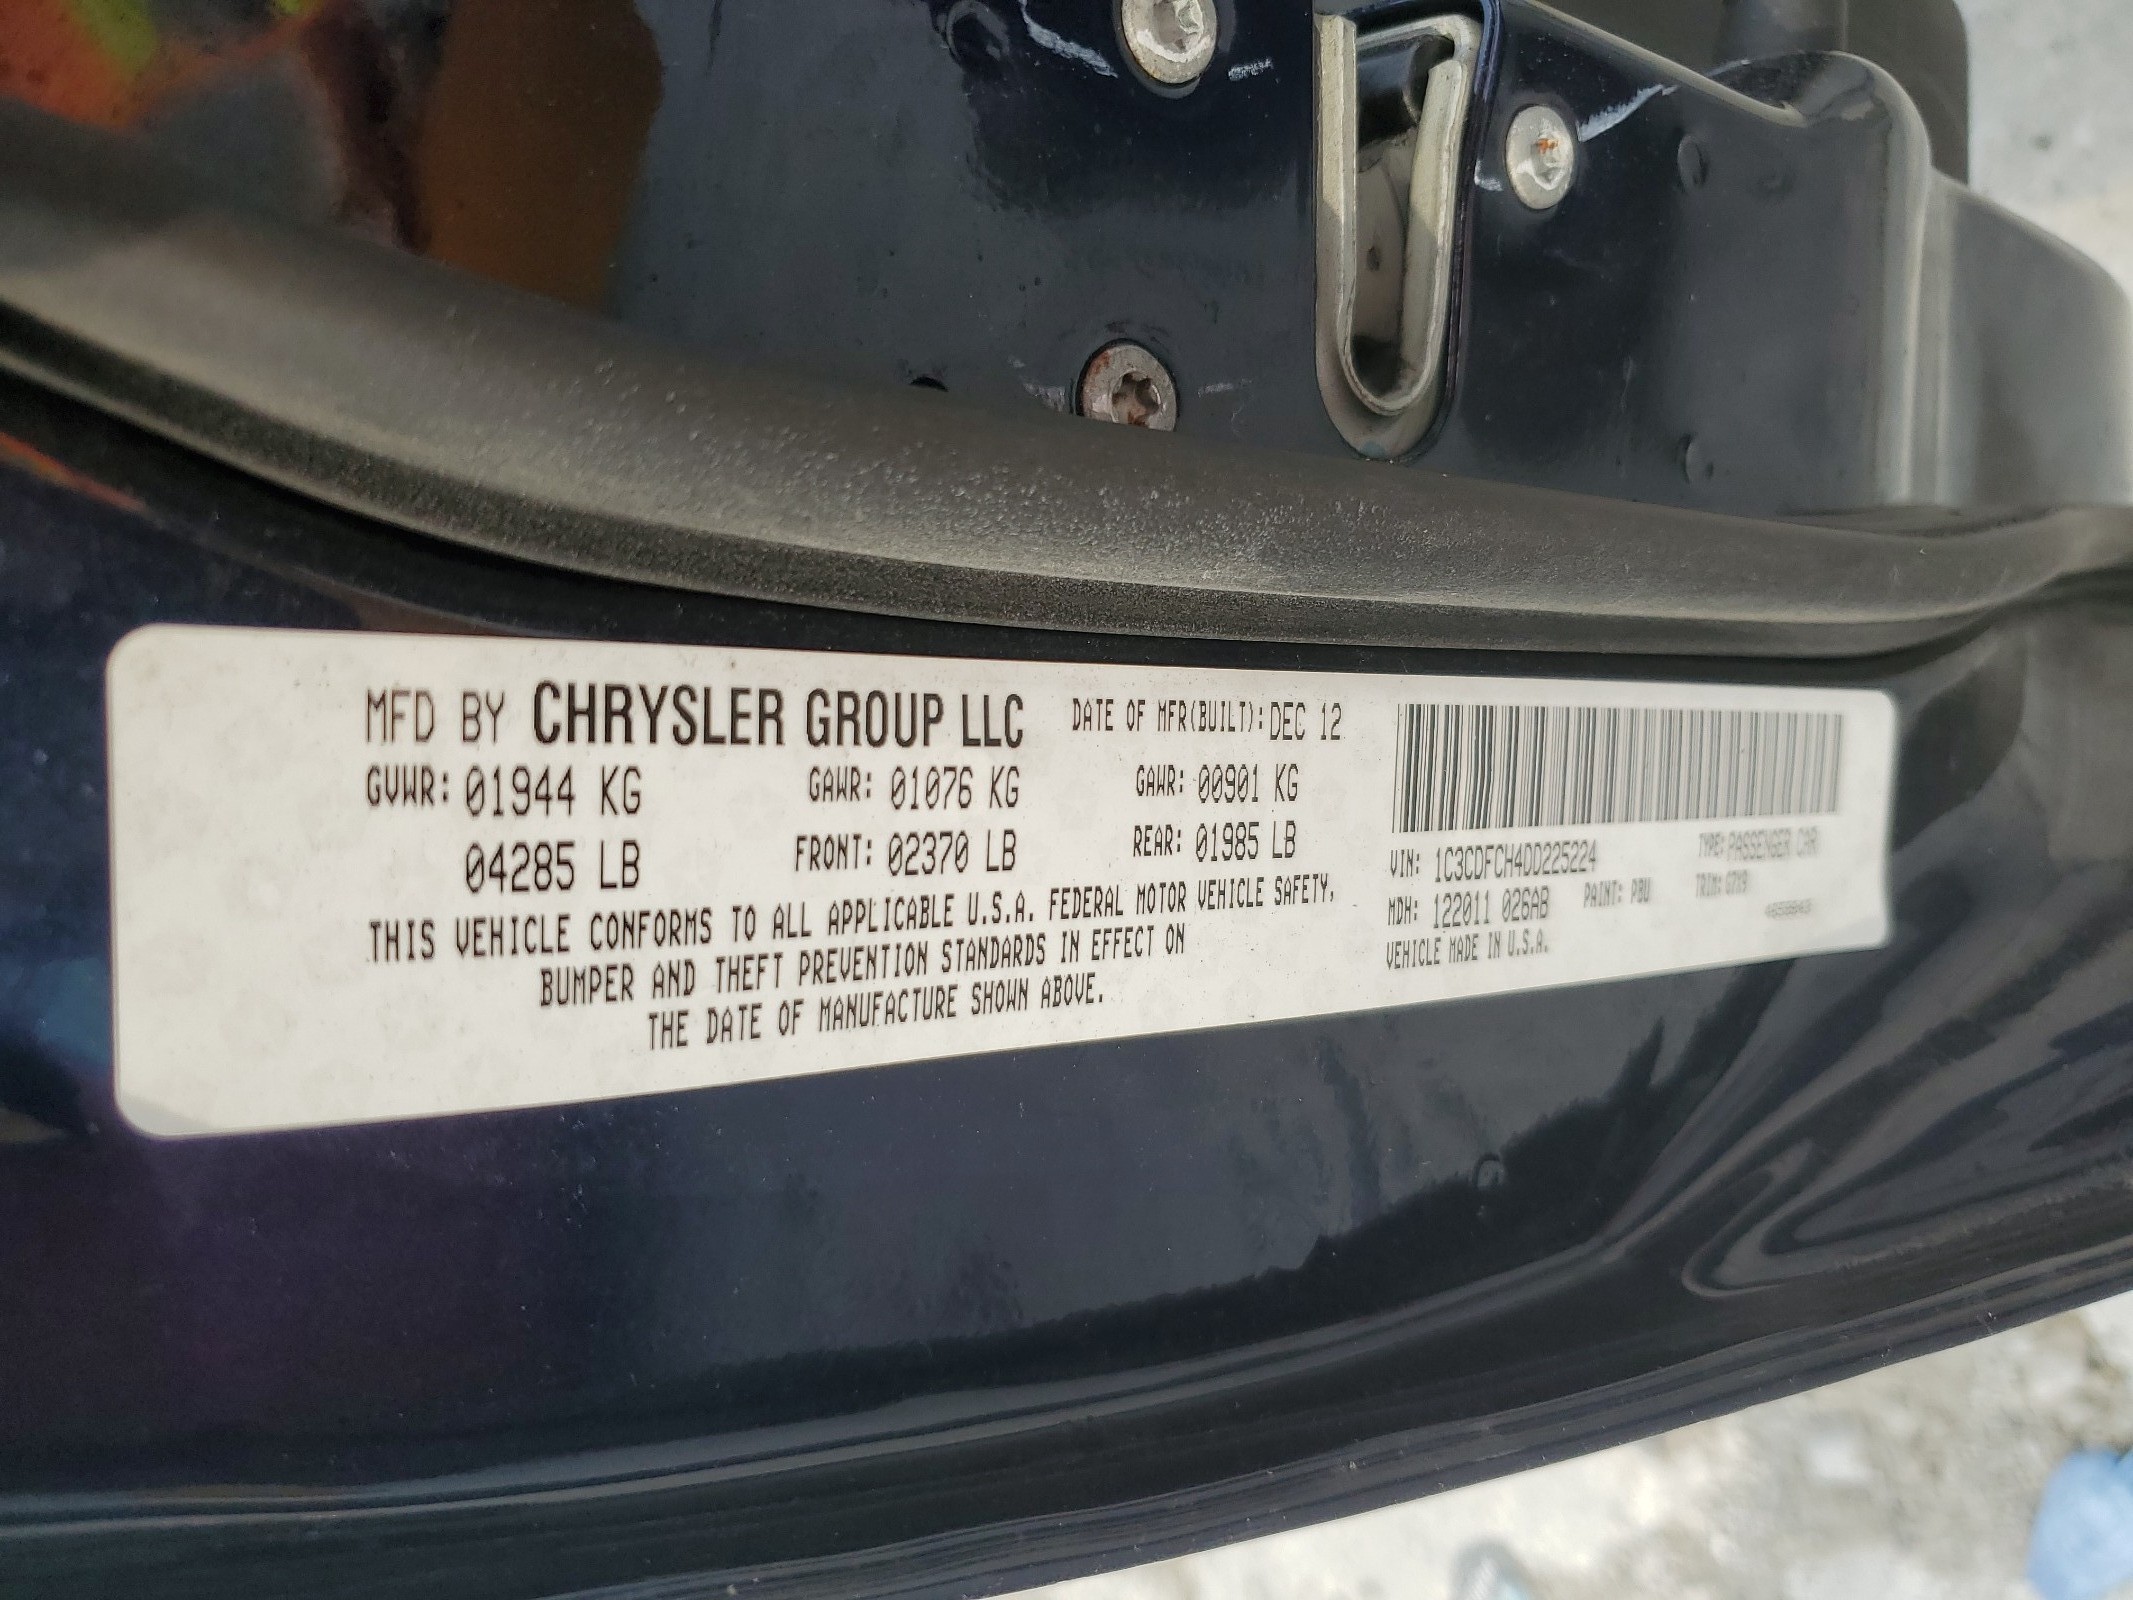 MFD BY CHRYSLER GROUP LLC DATE OF MFR(BUILT): DEC 12
GVWR: 01944 KG GAWR: 01076 KG GAWR: 00901 KG
04285 LB FRONT: 02370 LB REAR: 01985 LB
THIS VEHICLE CONFORMS TO ALL APPLICABLE U.S.A. FEDERAL MOTOR VEHICLE SAFETY,
BUMPER AND THEFT PREVENTION STANDARDS IN EFFECT ON
THE DATE OF MANUFACTURE SHOWN ABOVE.
VIN: 1C3CDFCH4DD225224 TYPE: PASSENGER CAR
MDH: 122011 026AB PAINT: PBU TRIM: G7X9
VEHICLE MADE IN U.S.A.